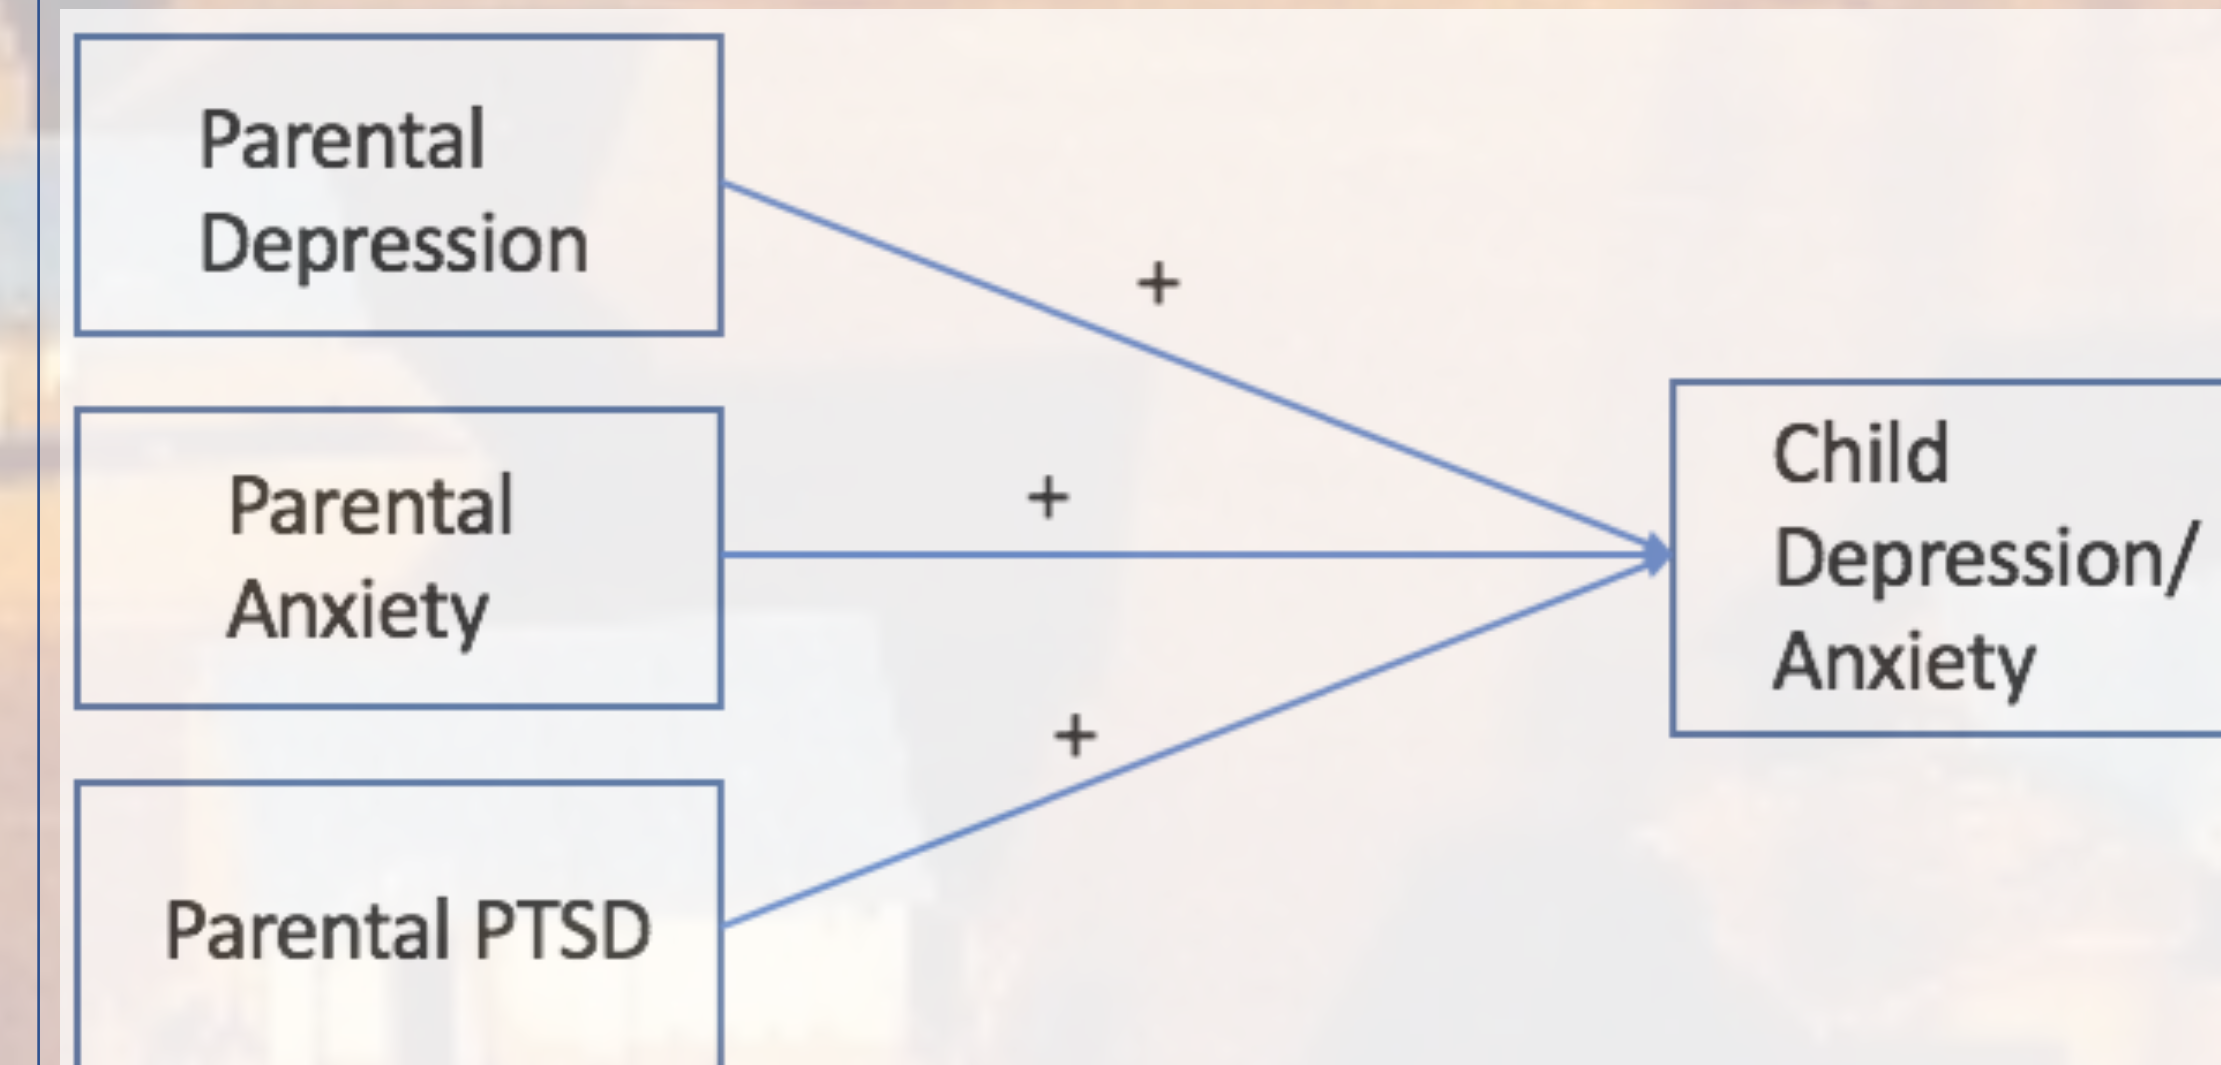 Parental
Depression
+
Parental
Anxiety
+
Child
Depression/
Anxiety
+
Parental PTSD